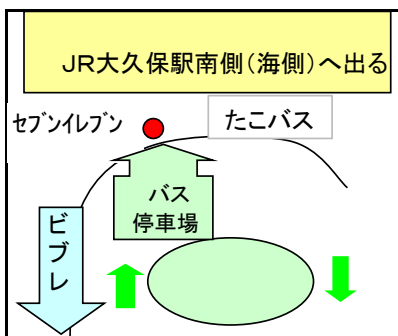 JR大久保駅南側（海側）へ出る
ｾﾌﾞﾝｲﾚﾌﾞﾝ
たこバス
バス
停車場
ビブレ